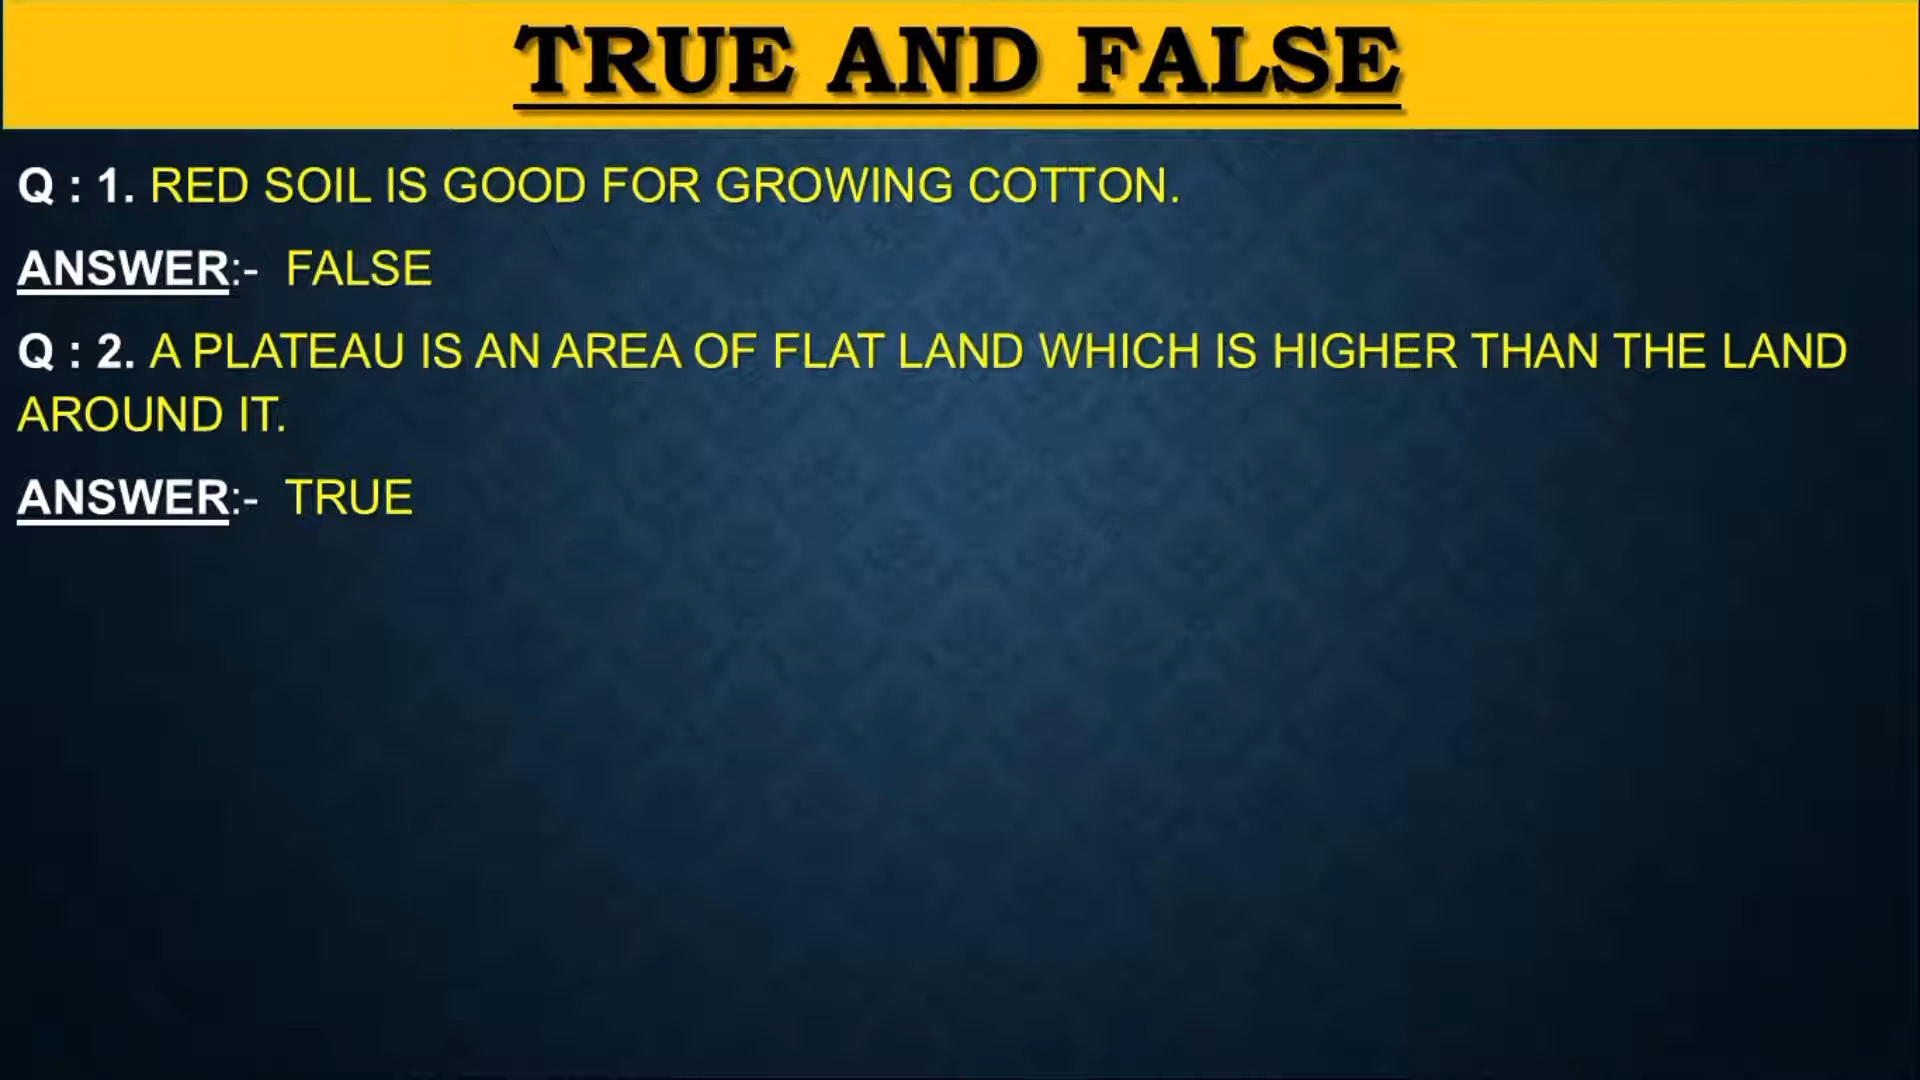 TRUE AND FALSE
Q : 1. RED SOIL IS GOOD FOR GROWING COTTON.
ANSWER:- FALSE
Q : 2. A PLATEAU IS AN AREA OF FLAT LAND WHICH IS HIGHER THAN THE LAND
AROUND IT.
ANSWER:- TRUE